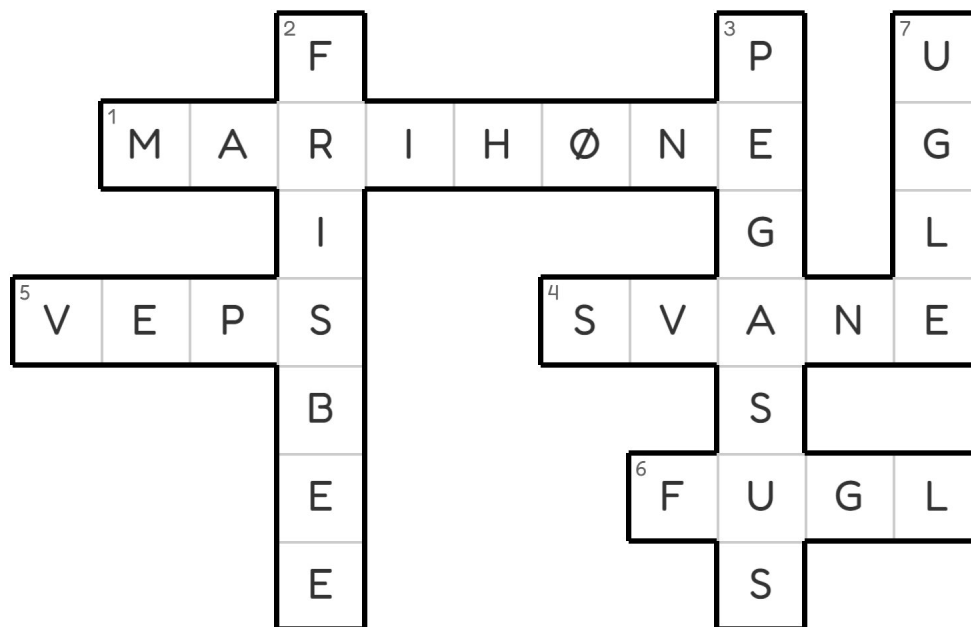 2 F 3 P 7 U
1 M A R I H Ø N E G
I G L
5 V E P S 4 S V A N E
B S
E 6 F U G L
E S